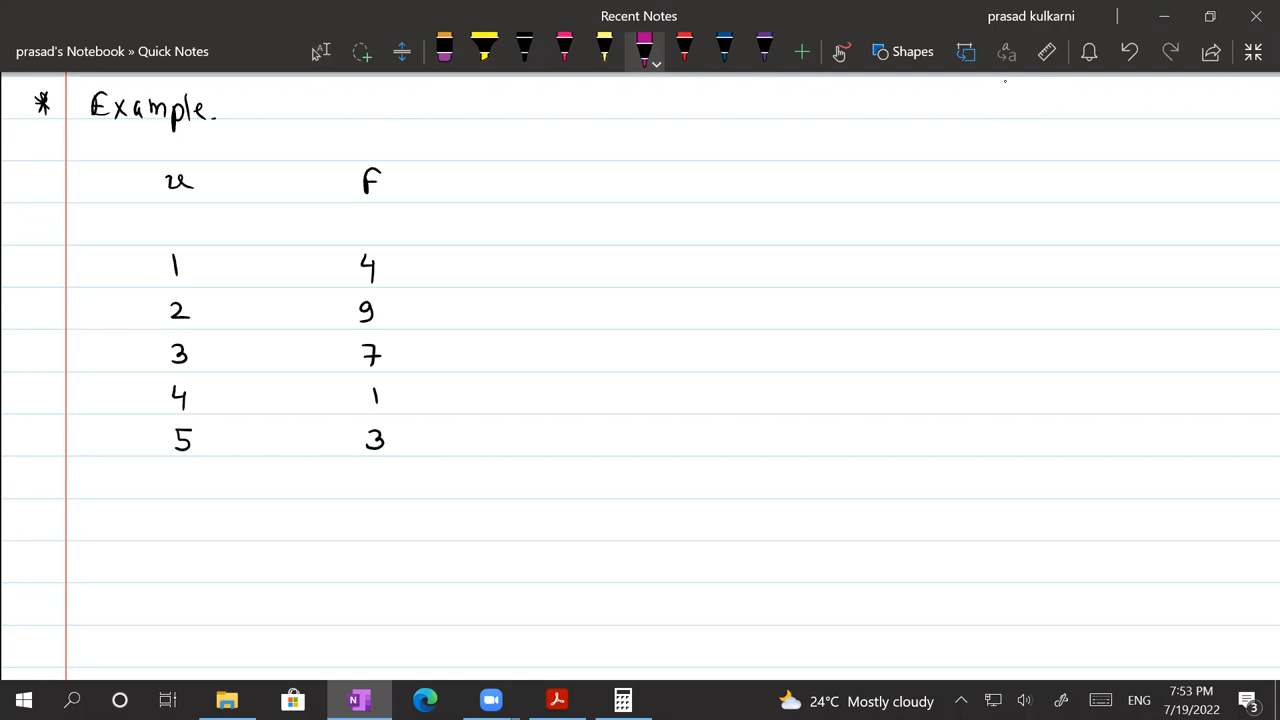 Recent Notes
prasad kulkarni
prasad's Notebook » Quick Notes
Shapes
* Example.
x F
1 4
2 9
3 7
4 1
5 3
24°C Mostly cloudy
ENG
7:53 PM
7/19/2022
3